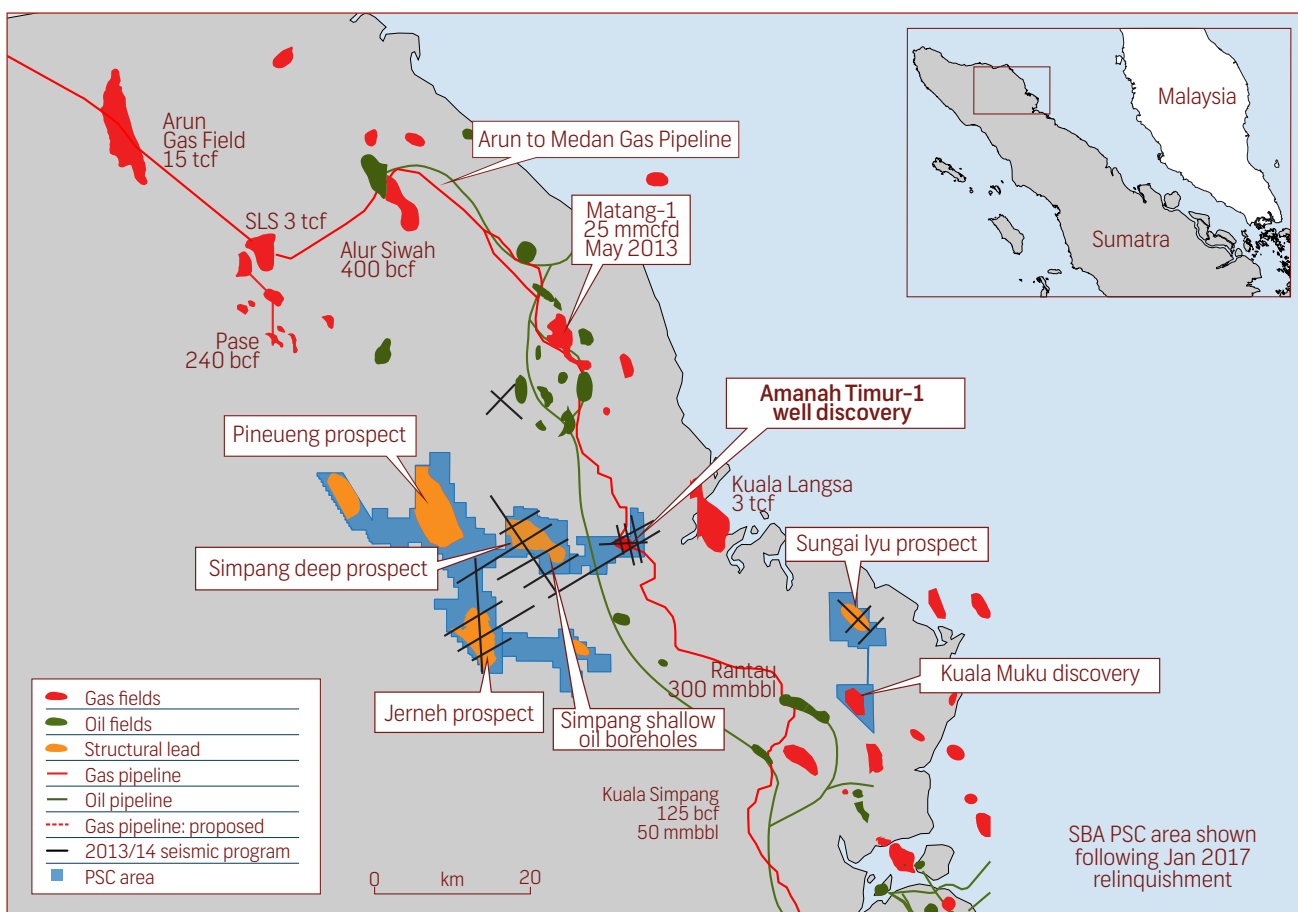 Arun
Gas Field
15 tcf
Arun to Medan Gas Pipeline
Malaysia
Sumatra
SLS 3 tcf
Alur Siwah
400 bcf
Matang-1
25 mmcfd
May 2013
Pase
240 bcf
Amanah Timur-1
well discovery
Pineueng prospect
Kuala Langsa
3 tcf
Simpang deep prospect
Sungai Iyu prospect
Rantau
300 mmbbl
Kuala Muku discovery
Jerneh prospect
Simpang shallow
oil boreholes
Kuala Simpang
125 bcf
50 mmbbl
Gas fields
Oil fields
Structural lead
Gas pipeline
Oil pipeline
Gas pipeline: proposed
2013/14 seismic program
PSC area
0 km 20
SBA PSC area shown
following Jan 2017
relinquishment